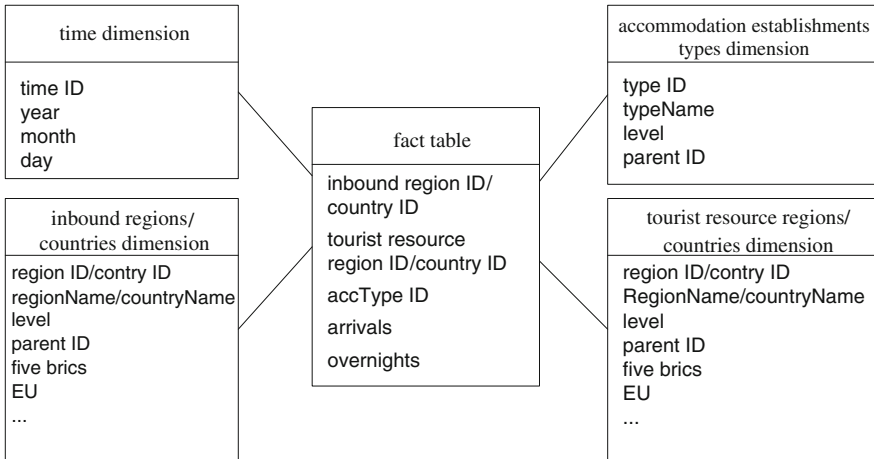 time dimension
time ID
year
month
day
inbound regions/
countries dimension
region ID/contry ID
regionName/countryName
level
parent ID
five brics
EU
...
fact table
inbound region ID/
country ID
tourist resource
region ID/country ID
accType ID
arrivals
overnights
accommodation establishments
types dimension
type ID
typeName
level
parent ID
tourist resource regions/
countries dimension
region ID/contry ID
RegionName/countryName
level
parent ID
five brics
EU
...